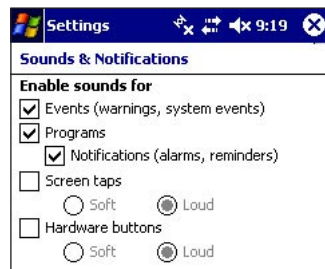 Settings 9:19
Sounds & Notifications
Enable sounds for
Events (warnings, system events)
Programs
Notifications (alarms, reminders)
Screen taps
Soft Loud
Hardware buttons
Soft Loud